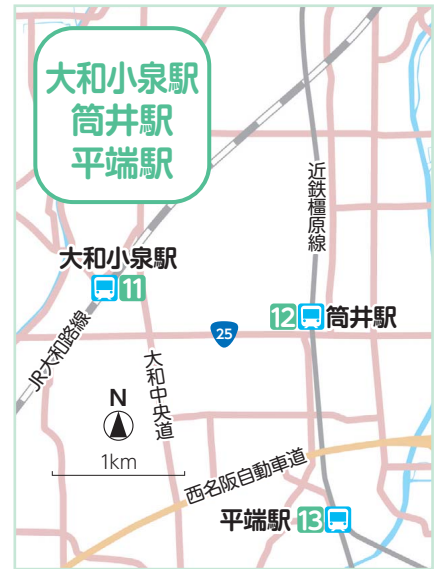 大和小泉駅
筒井駅
平端駅
近鉄橿原線
大和小泉駅
11
12 筒井駅
25
JR大和路線
大和中央道
N
1km
西名阪自動車道
平端駅 13